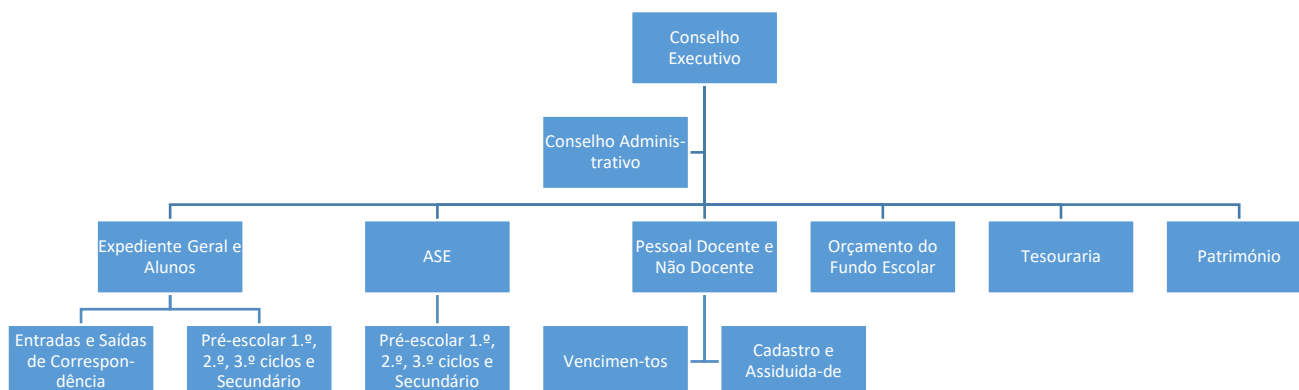 Conselho
Executivo
Conselho Adminis-
trativo
Expediente Geral e
Alunos
ASE
Pessoal Docente e
Não Docente
Orçamento do
Fundo Escolar
Tesouraria
Património
Entradas e Saídas
de Correspon-
dência
Pré-escolar 1.º,
2.º, 3.º ciclos e
Secundário
Pré-escolar 1.º,
2.º, 3.º ciclos e
Secundário
Vencimen-tos
Cadastro e
Assiduida-de